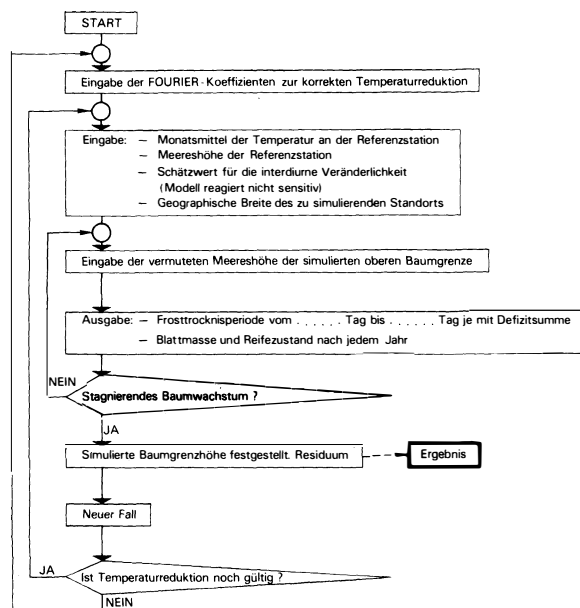 START
Eingabe der FOURIER-Koeffizienten zur korrekten Temperaturreduktion
Eingabe: – Monatsmittel der Temperatur an der Referenzstation
– Meereshöhe der Referenzstation
– Schätzwert für die interdiurne Veränderlichkeit
(Modell reagiert nicht sensitiv)
– Geographische Breite des zu simulierenden Standorts
Eingabe der vermuteten Meereshöhe der simulierten oberen Baumgrenze
Ausgabe: – Frosttrocknisperiode vom . . . . . . Tag bis . . . . . . Tag je mit Defizitsumme
– Blattmasse und Reifezustand nach jedem Jahr
NEIN
Stagnierendes Baumwachstum ?
JA
Simulierte Baumgrenzhöhe festgestellt. Residuum
Ergebnis
Neuer Fall
JA
Ist Temperaturreduktion noch gültig ?
NEIN